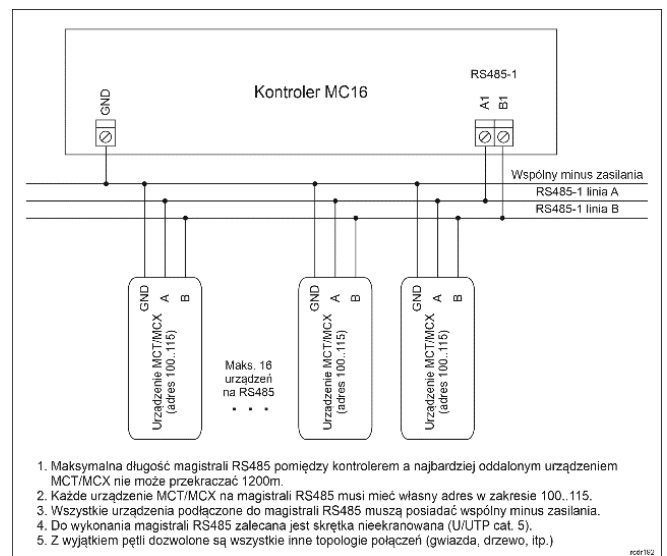 Kontroler MC16
GND
RS485-1
A1
B1
Wspólny minus zasilania
RS485-1 linia A
RS485-1 linia B
GND
A
B
Urządzenie MCT/MCX
(adres 100..115)
Maks. 16
urządzeń
na RS485
. . .
GND
A
B
Urządzenie MCT/MCX
(adres 100..115)
GND
A
B
Urządzenie MCT/MCX
(adres 100..115)
1. Maksymalna długość magistrali RS485 pomiędzy kontrolerem a najbardziej oddalonym urządzeniem
MCT/MCX nie może przekraczać 1200m.
2. Każde urządzenie MCT/MCX na magistrali RS485 musi mieć własny adres w zakresie 100..115.
3. Wszystkie urządzenia podłączone do magistrali RS485 muszą posiadać wspólny minus zasilania.
4. Do wykonania magistrali RS485 zalecana jest skrętka nieekranowana (U/UTP cat. 5).
5. Z wyjątkiem pętli dozwolone są wszystkie inne topologie połączeń (gwiazda, drzewo, itp.)
rcdr192